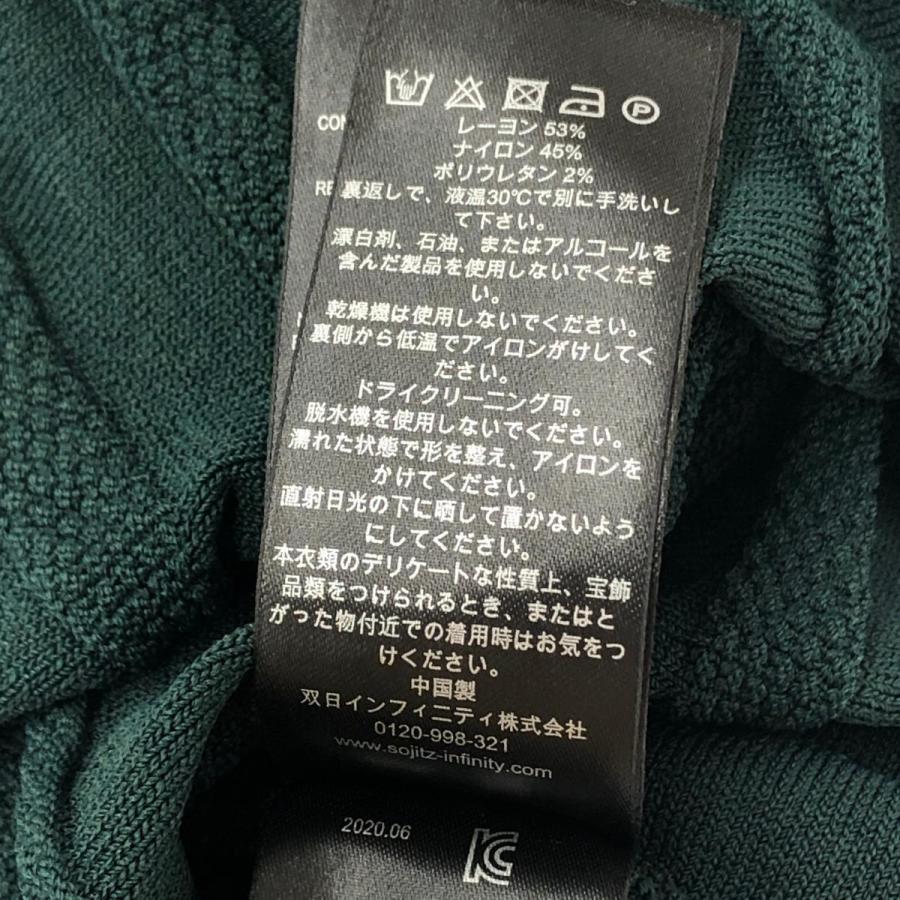 P
CO
レーヨン 53%
ナイロン 45%
ポリウレタン 2%
RE
裏返しで、液温30℃で別に手洗いし
て下さい。
漂白剤、石油、またはアルコールを
含んだ製品を使用しないでくださ
い。
乾燥機は使用しないでください。
裏側から低温でアイロンがけしてく
ださい。
ドライクリーニング可。
脱水機を使用しないでください。
濡れた状態で形を整え、アイロンを
かけてください。
直射日光の下に晒して置かないよう
にしてください。
本衣類のデリケートな性質上、宝飾
品類をつけられるとき、またはと
がった物付近での着用時はお気をつ
けください。
中国製
双日インフィニティ株式会社
0120-998-321
www.sojitz-infinity.com
2020.06
KC